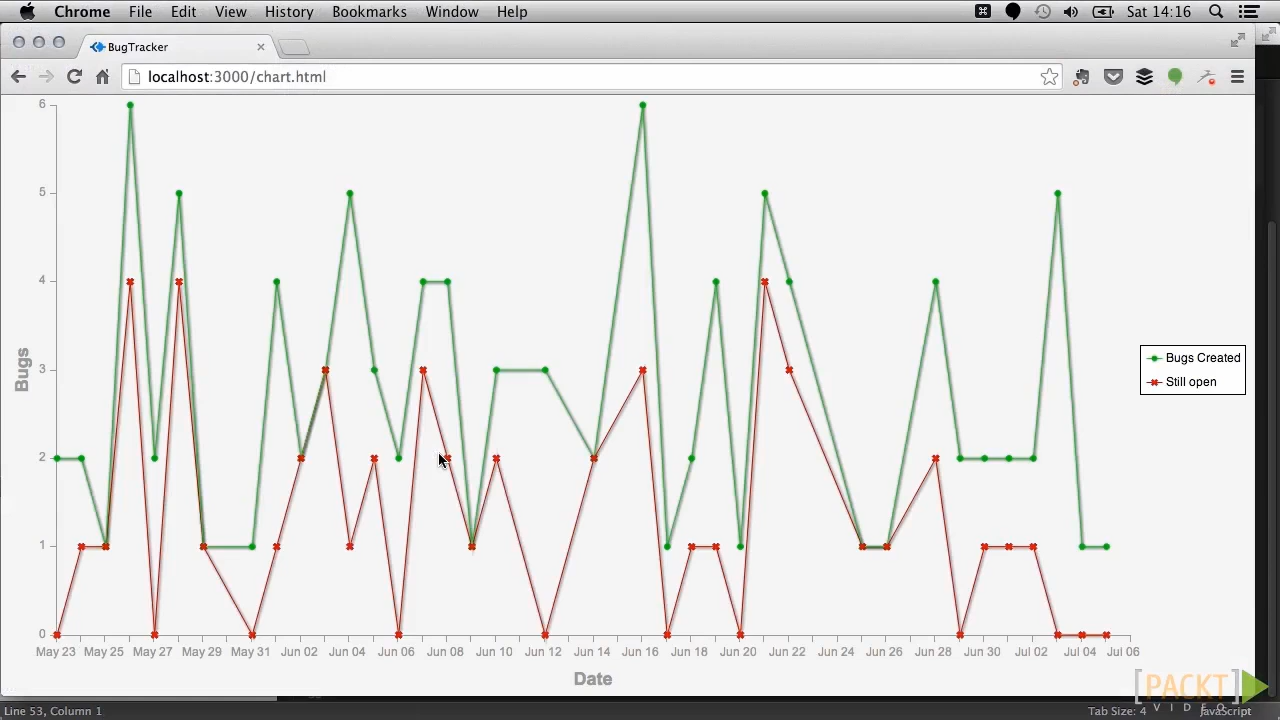 Chrome File Edit View History Bookmarks Window Help Sat 14:16
BugTracker
localhost:3000/chart.html
6
5
4
3
2
1
0
Bugs
May 23 May 25 May 27 May 29 May 31 Jun 02 Jun 04 Jun 06 Jun 08 Jun 10 Jun 12 Jun 14 Jun 16 Jun 18 Jun 20 Jun 22 Jun 24 Jun 26 Jun 28 Jun 30 Jul 02 Jul 04 Jul 06
Date
Bugs Created
Still open
[PACKT]
VIDEO
Line 53, Column 1 Tab Size: 4 JavaScript